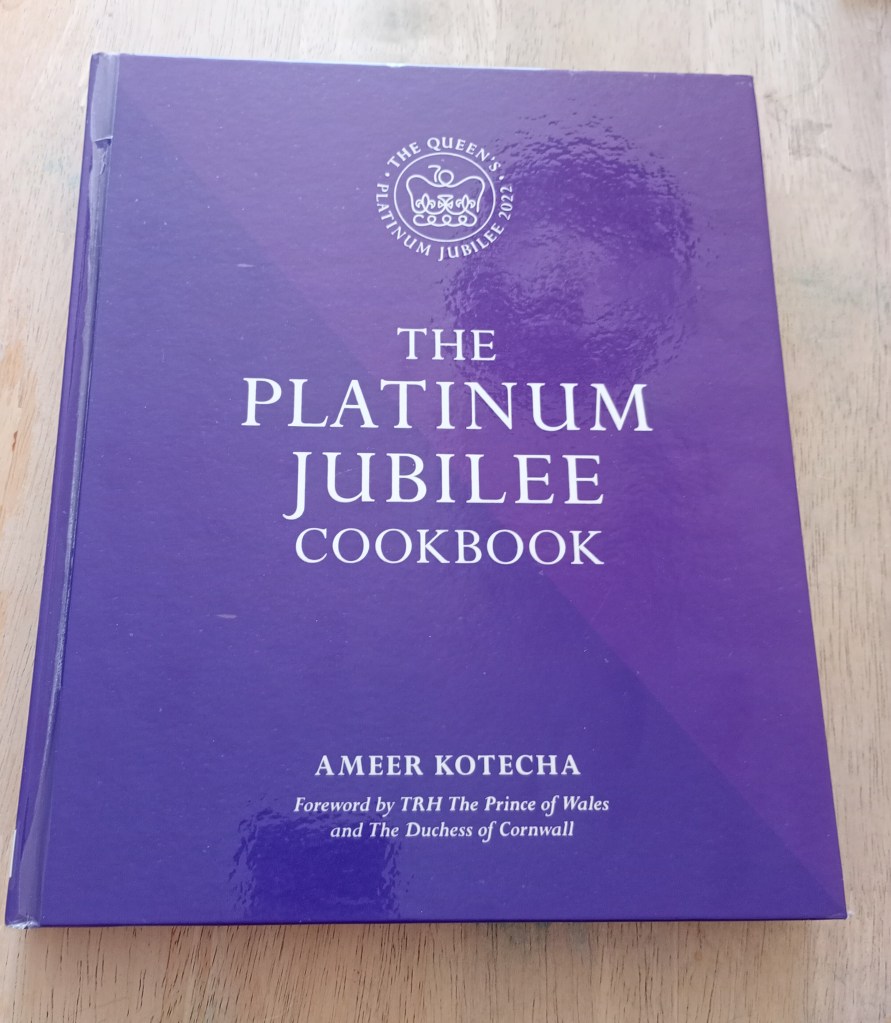 THE QUEEN'S
PLATINUM JUBILEE 2022
70
THE
PLATINUM
JUBILEE
COOKBOOK
AMEER KOTECHA
Foreword by TRH The Prince of Wales
and The Duchess of Cornwall